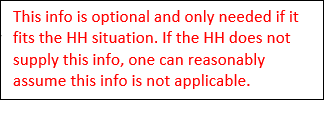 This info is optional and only needed if it
fits the HH situation. If the HH does not
supply this info, one can reasonably
assume this info is not applicable.